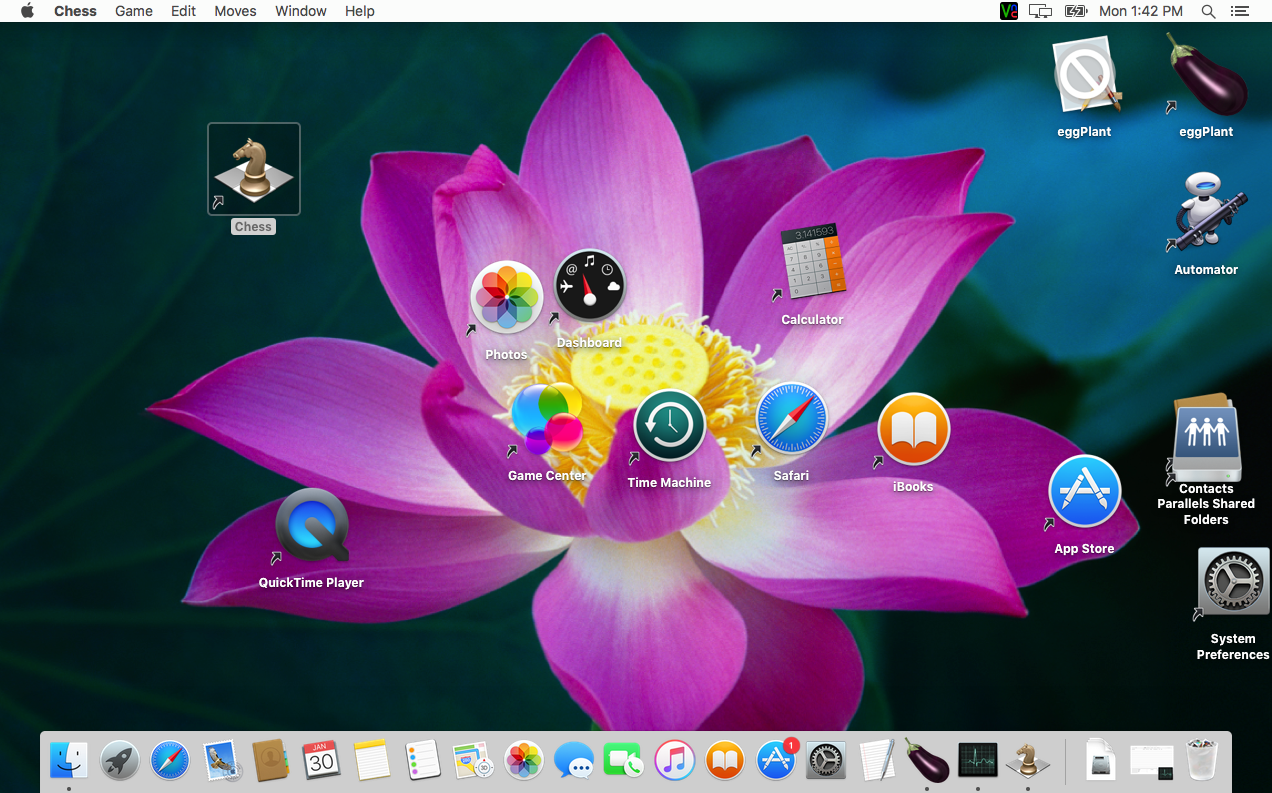 Chess Game Edit Moves Window Help Mon 1:42 PM
eggPlant
eggPlant
Chess
Automator
3.141593
Calculator
Dashboard
Photos
Game Center
Time Machine
Safari
iBooks
Contacts
Parallels Shared
Folders
App Store
QuickTime Player
System
Preferences
JAN
30
1